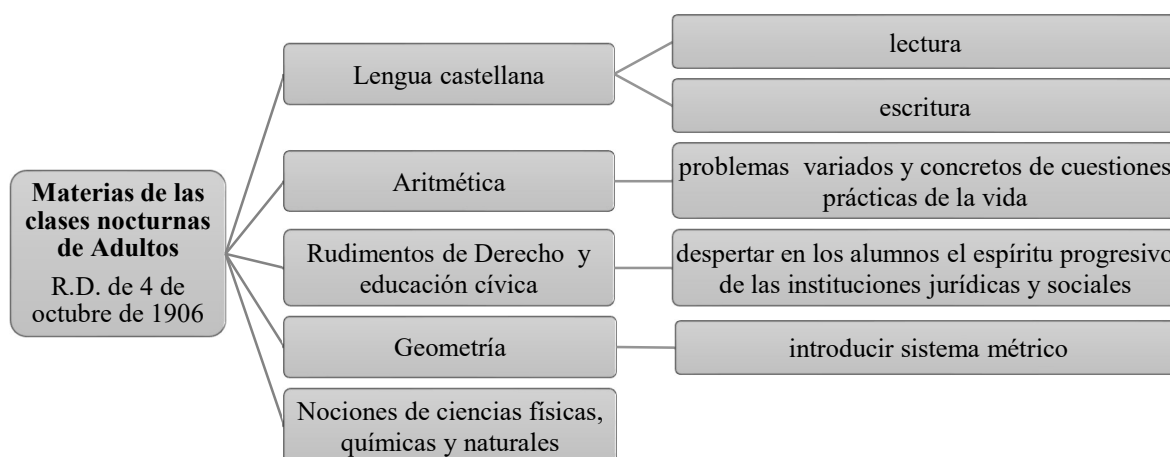 Materias de las
clases nocturnas
de Adultos
R.D. de 4 de
octubre de 1906
Lengua castellana
lectura
escritura
Aritmética
problemas variados y concretos de cuestiones
prácticas de la vida
Rudimentos de Derecho y
educación cívica
despertar en los alumnos el espíritu progresivo
de las instituciones jurídicas y sociales
Geometría
introducir sistema métrico
Nociones de ciencias físicas,
químicas y naturales